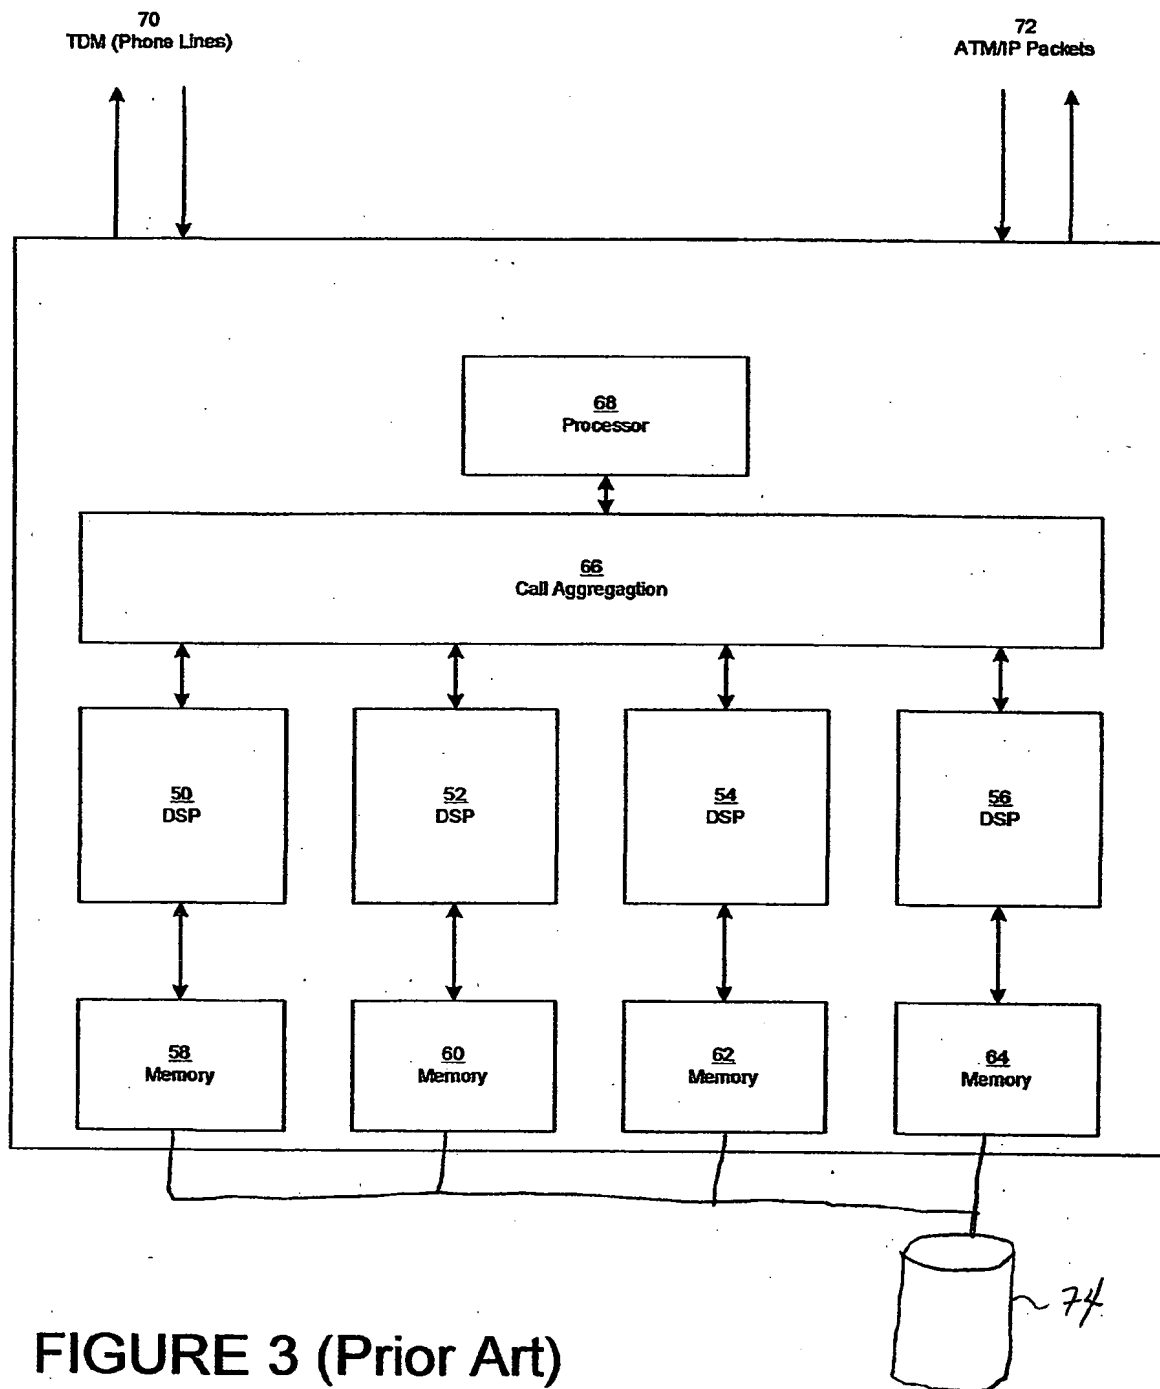 70
TDM (Phone Lines)
72
ATM/IP Packets
68
Processor
66
Call Aggregagtion
50
DSP
52
DSP
54
DSP
56
DSP
58
Memory
60
Memory
62
Memory
64
Memory
74
FIGURE 3 (Prior Art)